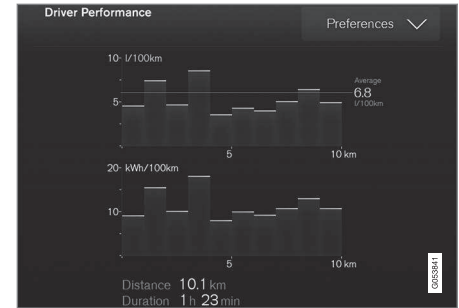 Driver Performance
Preferences
10- l/100km
Average
6.8
l/100km
5-
5
10 km
20- kWh/100km
10-
5
10 km
Distance 10.1 km
Duration 1 h 23 min
G053841